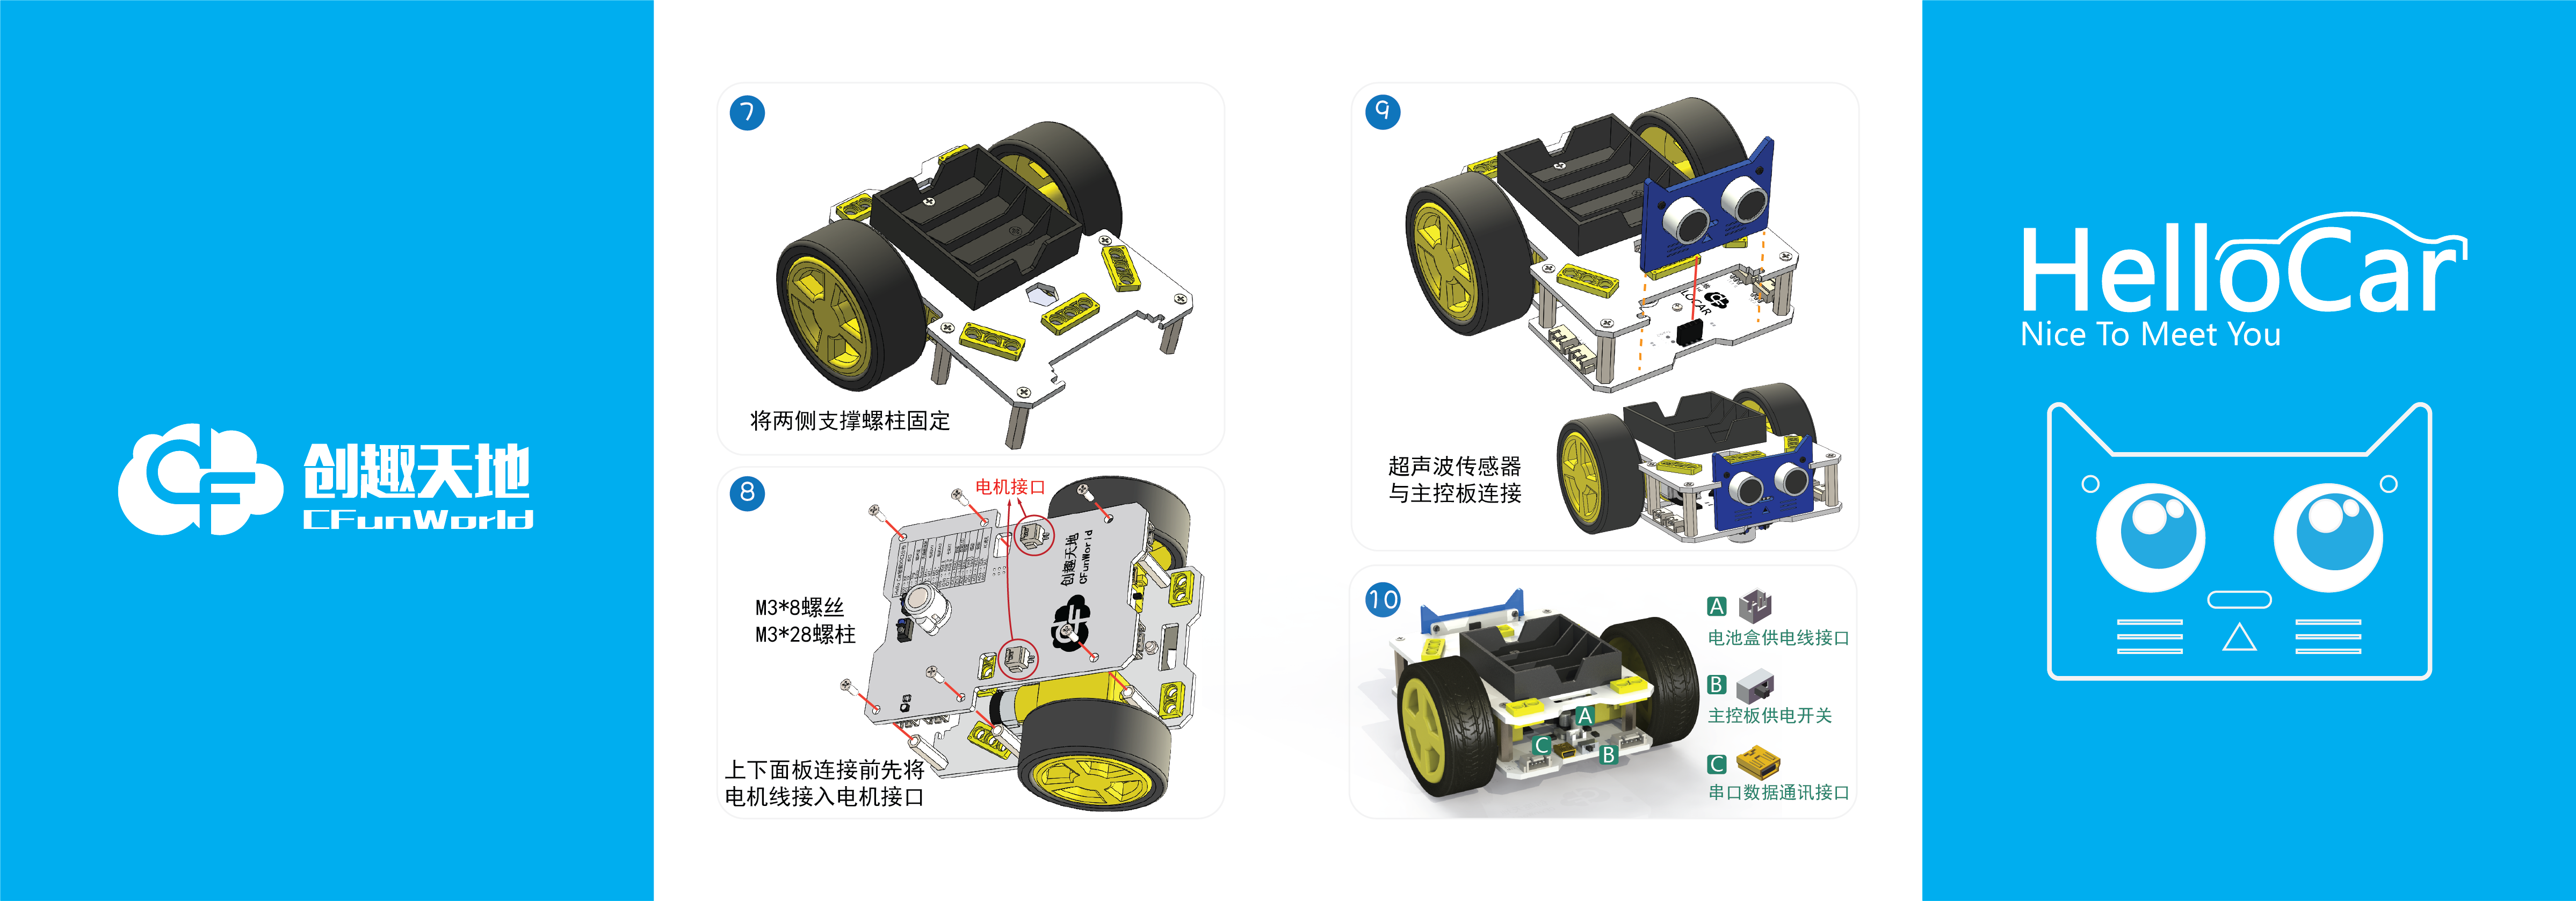 创趣天地
CFunWorld
7
将两侧支撑螺柱固定
8
电机接口
创趣天地
CFunWorld
M3*8螺丝
M3*28螺柱
上下面板连接前先将
电机线接入电机接口
9
超声波传感器
与主控板连接
10
A
电池盒供电线接口
B
主控板供电开关
C
串口数据通讯接口
A
C
B
HelloCar
Nice To Meet You